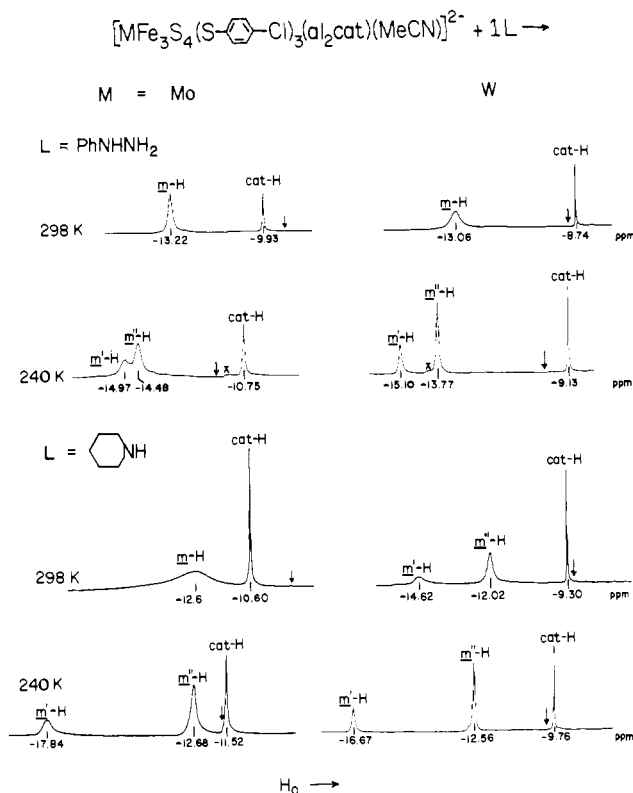 [MFe₃S₄(S-Cl)₃(al₂cat)(MeCN)]²⁻ + 1L →
M = Mo W
L = PhNHNH₂
298 K
m-H cat-H
-13.22 -9.93
m-H cat-H
-13.06 -8.74 ppm
240 K
m'-H m"-H x cat-H
-14.97 -14.48 -10.75
m'-H x m"-H cat-H
-15.10 -13.77 -9.13 ppm
L = NH
298 K
m-H cat-H
-12.6 -10.60
m'-H m"-H cat-H
-14.62 -12.02 -9.30 ppm
240 K
m'-H m"-H cat-H
-17.84 -12.68 -11.52
m'-H m"-H cat-H
-16.67 -12.56 -9.76 ppm
H₀ →